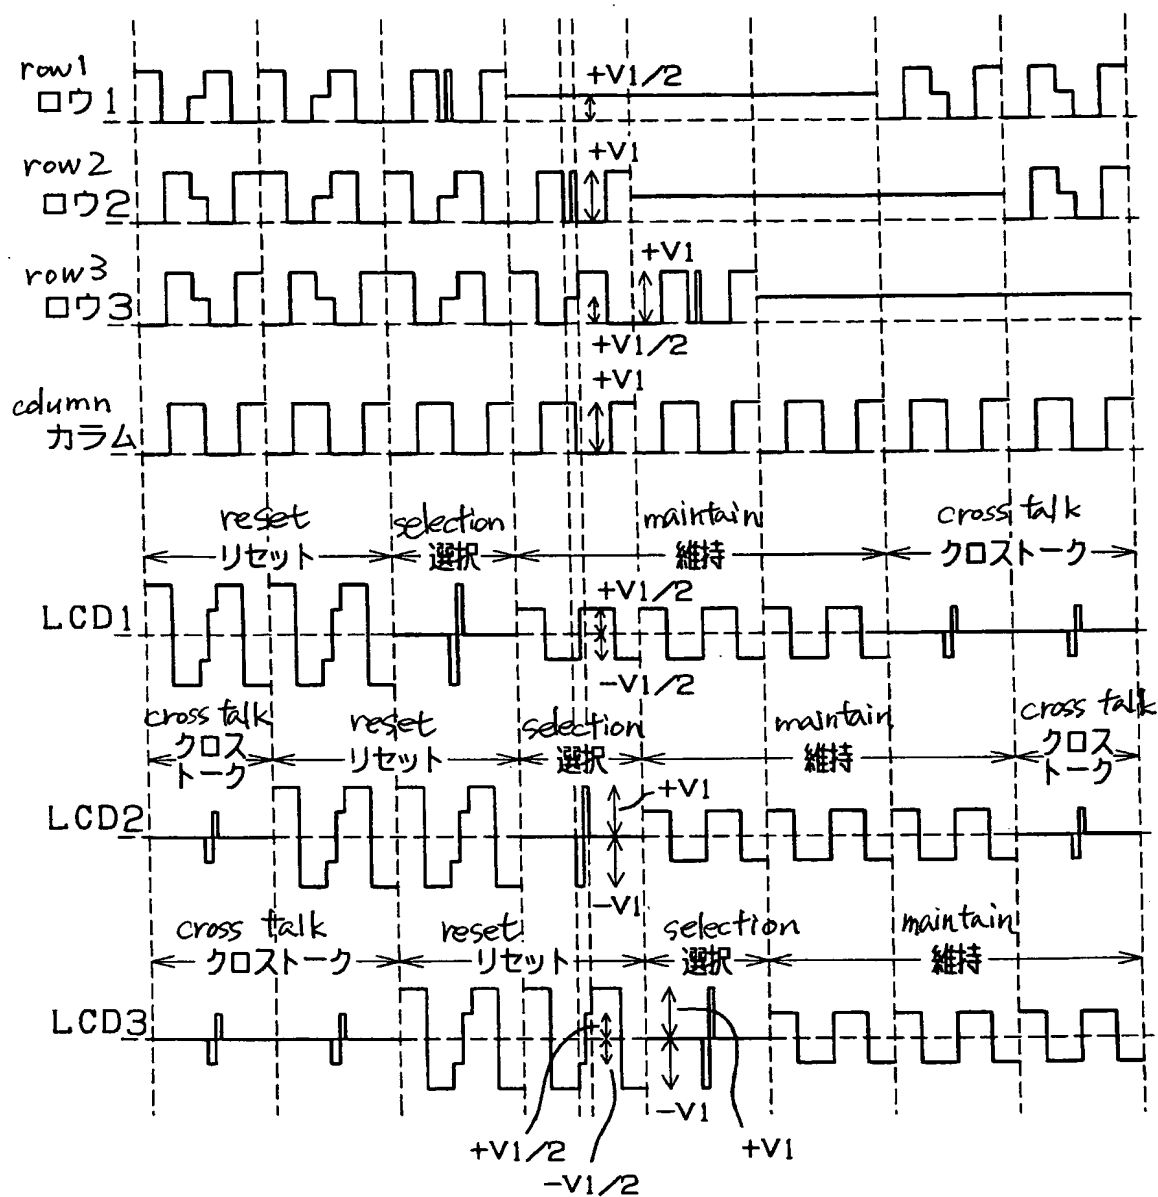 row1
ロウ1
+V1/2
row2
ロウ2
+V1
row3
ロウ3
+V1
+V1/2
column
カラム
+V1
reset
リセット
selection
選択
maintain
維持
cross talk
クロストーク
LCD1
+V1/2
-V1/2
cross talk
クロス
トーク
reset
リセット
selection
選択
maintain
維持
cross talk
クロス
トーク
LCD2
+V1
-V1
cross talk
クロストーク
reset
リセット
selection
選択
maintain
維持
LCD3
-V1
+V1/2
+V1
-V1/2